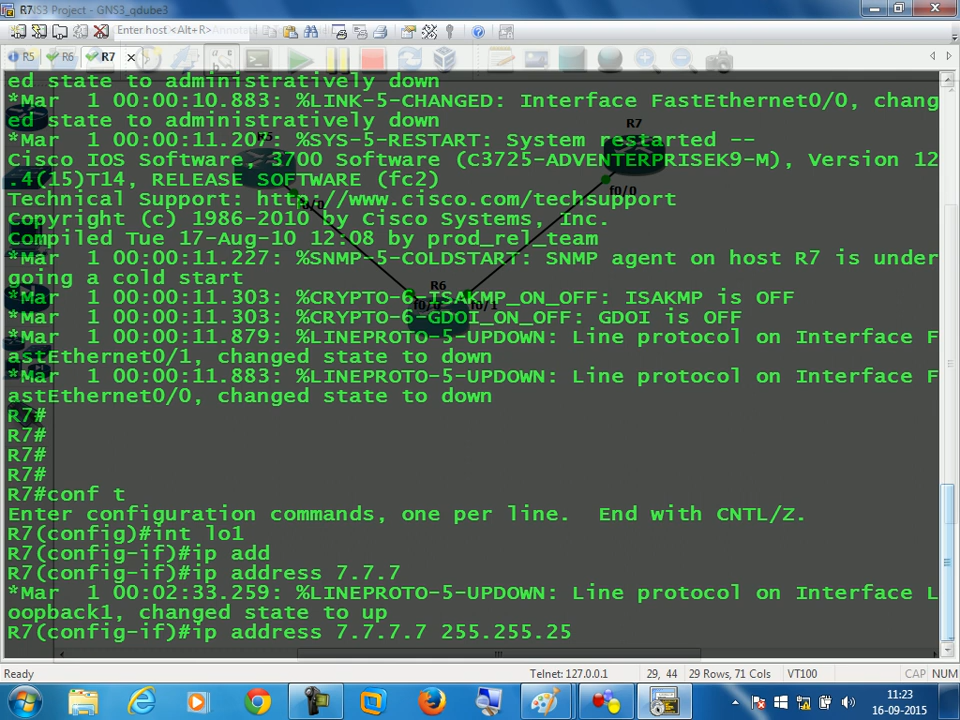 R7
GNS3 Project - GNS3_qdube3
Enter host <Alt+R>
R5
R6
R7
ed state to administratively down
*Mar  1 00:00:10.883: %LINK-5-CHANGED: Interface FastEthernet0/0, chang
ed state to administratively down
*Mar  1 00:00:11.207: %SYS-5-RESTART: System restarted --
Cisco IOS Software, 3700 Software (C3725-ADVENTERPRISEK9-M), Version 12
.4(15)T14, RELEASE SOFTWARE (fc2)
Technical Support: http://www.cisco.com/techsupport
Copyright (c) 1986-2010 by Cisco Systems, Inc.
Compiled Tue 17-Aug-10 12:08 by prod_rel_team
*Mar  1 00:00:11.227: %SNMP-5-COLDSTART: SNMP agent on host R7 is under
going a cold start
*Mar  1 00:00:11.303: %CRYPTO-6-ISAKMP_ON_OFF: ISAKMP is OFF
*Mar  1 00:00:11.303: %CRYPTO-6-GDOI_ON_OFF: GDOI is OFF
*Mar  1 00:00:11.879: %LINEPROTO-5-UPDOWN: Line protocol on Interface F
astEthernet0/1, changed state to down
*Mar  1 00:00:11.883: %LINEPROTO-5-UPDOWN: Line protocol on Interface F
astEthernet0/0, changed state to down
R7#
R7#
R7#
R7#
R7#conf t
Enter configuration commands, one per line.  End with CNTL/Z.
R7(config)#int lo1
R7(config-if)#ip add
R7(config-if)#ip address 7.7.7
*Mar  1 00:02:33.259: %LINEPROTO-5-UPDOWN: Line protocol on Interface L
oopback1, changed state to up
R7(config-if)#ip address 7.7.7.7 255.255.25
R7
f0/0
R6
f0/1
Ready
Telnet: 127.0.0.1
29, 44
29 Rows, 71 Cols
VT100
CAP NUM
11:23
16-09-2015